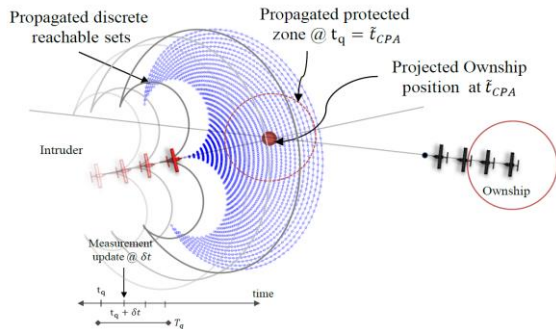 Propagated discrete
reachable sets
Propagated protected
zone @ t_q = t̃_CPA
Projected Ownship
position at t̃_CPA
Intruder
Ownship
Measurement
update @ δt
t_q
t_q + δt
time
T_q